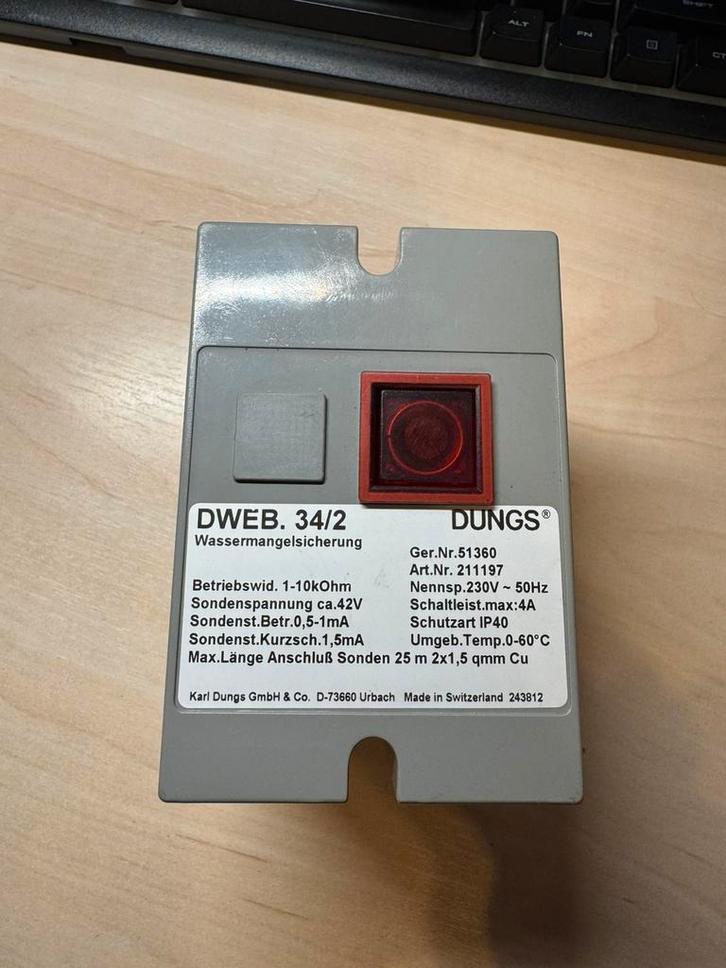 ALT
FN
SHIFT
DWEB. 34/2
DUNGS®
Wassermangelsicherung
Ger.Nr.51360
Art.Nr. 211197
Betriebswid. 1-10kOhm
Nennsp.230V ~ 50Hz
Sondenspannung ca.42V
Schaltleist.max:4A
Sondenst.Betr.0,5-1mA
Schutzart IP40
Sondenst.Kurzsch.1,5mA
Umgeb.Temp.0-60°C
Max.Länge Anschluß Sonden 25 m 2x1,5 qmm Cu
Karl Dungs GmbH & Co. D-73660 Urbach Made in Switzerland 243812